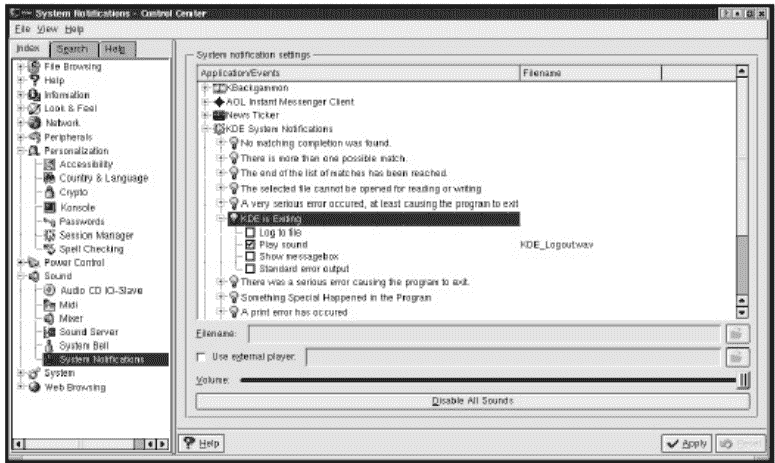 System Notifications - Control Center
File View Help
Index Search Help
File Browsing
Help
Information
Look & Feel
Network
Peripherals
Personalization
Accessibility
Country & Language
Crypto
Konsole
Passwords
Session Manager
Spell Checking
Power Control
Sound
Audio CD IO-Slave
Midi
Mixer
Sound Server
System Bell
System Notifications
System
Web Browsing
System notification settings
Application/Events Filename
KBackgammon
AOL Instant Messenger Client
News Ticker
KDE System Notifications
No matching completion was found.
There is more than one possible match.
The end of the list of matches has been reached.
The selected file cannot be opened for reading or writing
A very serious error occured, at least causing the program to exit
KDE is Exiting
Log to file
Play sound KDE_Logout.wav
Show messagebox
Standard error output
There was a serious error causing the program to exit.
Something Special Happened in the Program
A print error has occured
Filename:
Use external player:
Volume:
Disable All Sounds
Help Apply Reset